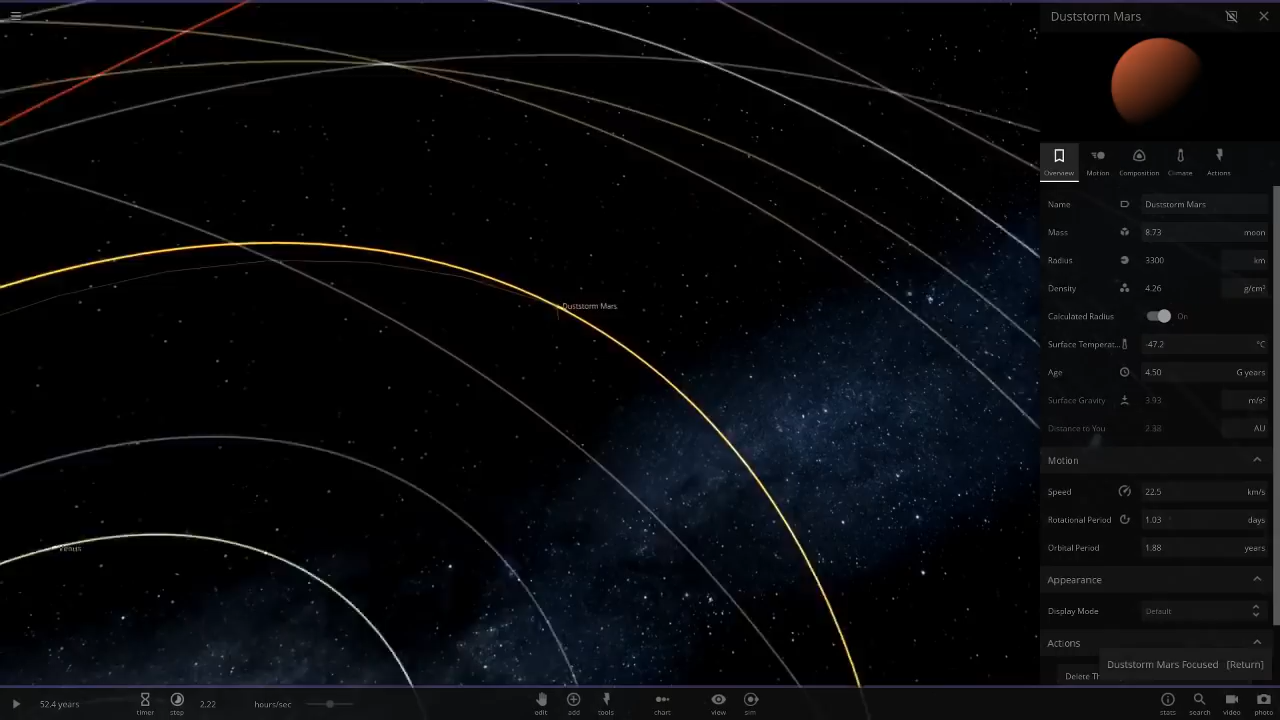 Duststorm Mars
Overview
Motion
Composition
Climate
Actions
Name Duststorm Mars
Mass 8.73 moon
Radius 3300 km
Density 4.26 g/cm³
Calculated Radius On
Surface Temperat... -47.2 °C
Age 4.50 G years
Surface Gravity 3.93 m/s²
Distance to You 2.38 AU
Motion
Speed 22.5 km/s
Rotational Period 1.03 days
Orbital Period 1.88 years
Appearance
Display Mode Default
Actions
Delete Th
Duststorm Mars Focused [Return]
Duststorm Mars
Venus
52.4 years
timer
step
2.22 hours/sec
edit
add
tools
chart
view
sim
stats
search
video
photo